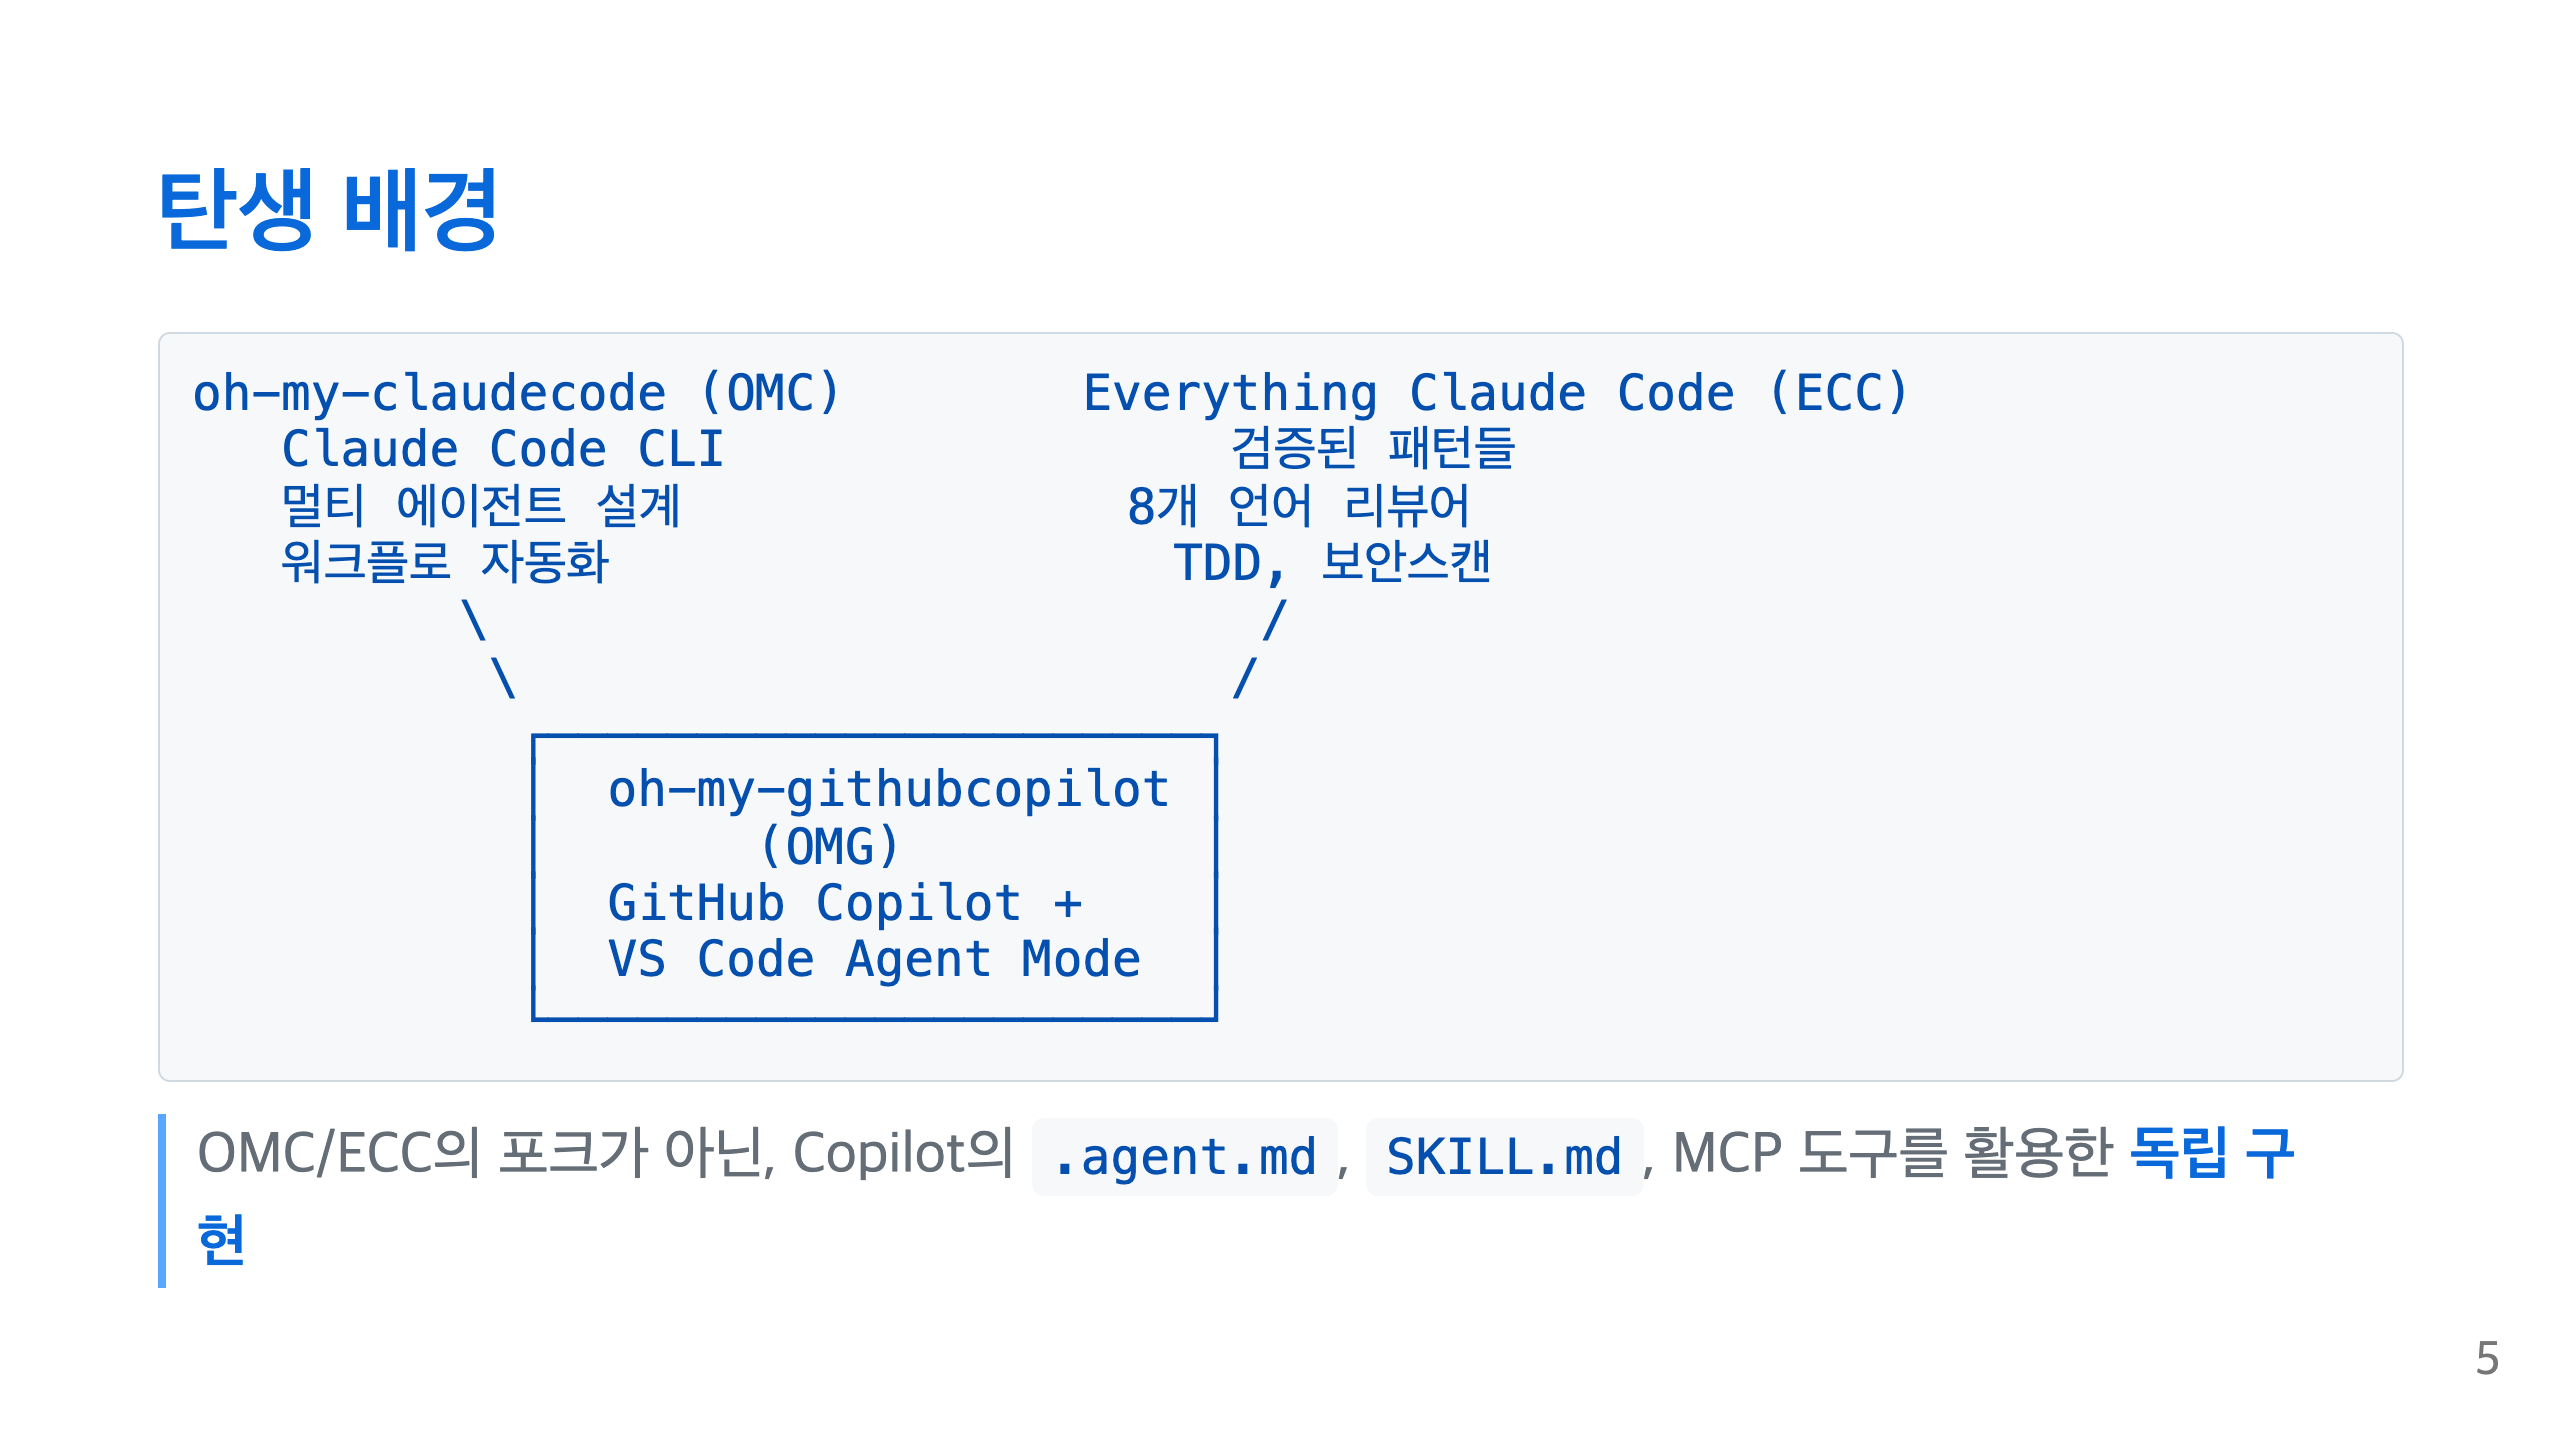 탄생 배경
oh-my-claudecode (OMC)    Everything Claude Code (ECC)
Claude Code CLI    검증된 패턴들
멀티 에이전트 설계    8개 언어 리뷰어
워크플로 자동화    TDD, 보안스캔
\    /
\    /
oh-my-githubcopilot
(OMG)
GitHub Copilot +
VS Code Agent Mode
OMC/ECC의 포크가 아닌, Copilot의 .agent.md, SKILL.md, MCP 도구를 활용한 독립 구
현
5